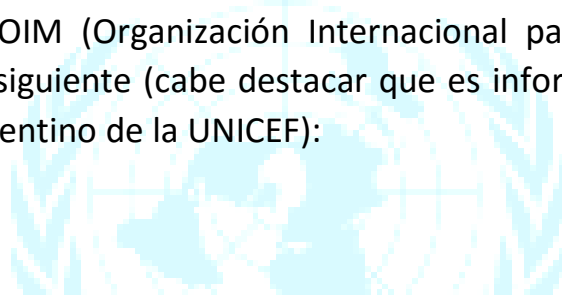 OIM (Organización Internacional pa
siguiente (cabe destacar que es infor
entino de la UNICEF):